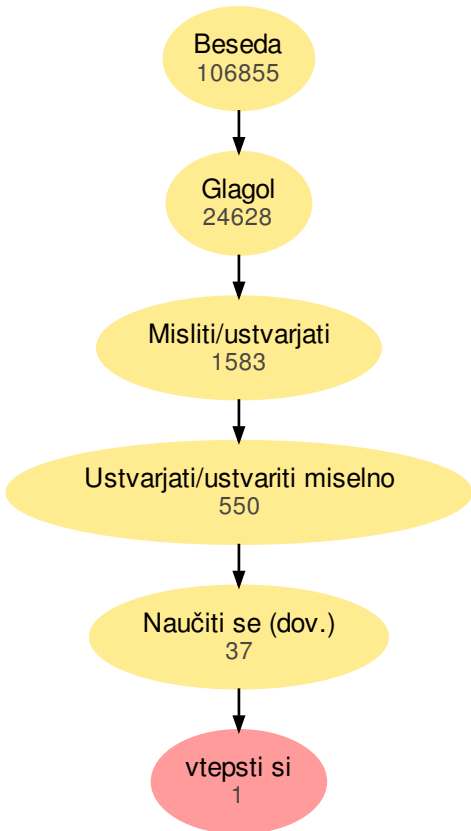 Beseda
106855
Glagol
24628
Misliti/ustvarjati
1583
Ustvarjati/ustvariti miselno
550
Naučiti se (dov.)
37
vtepsti si
1